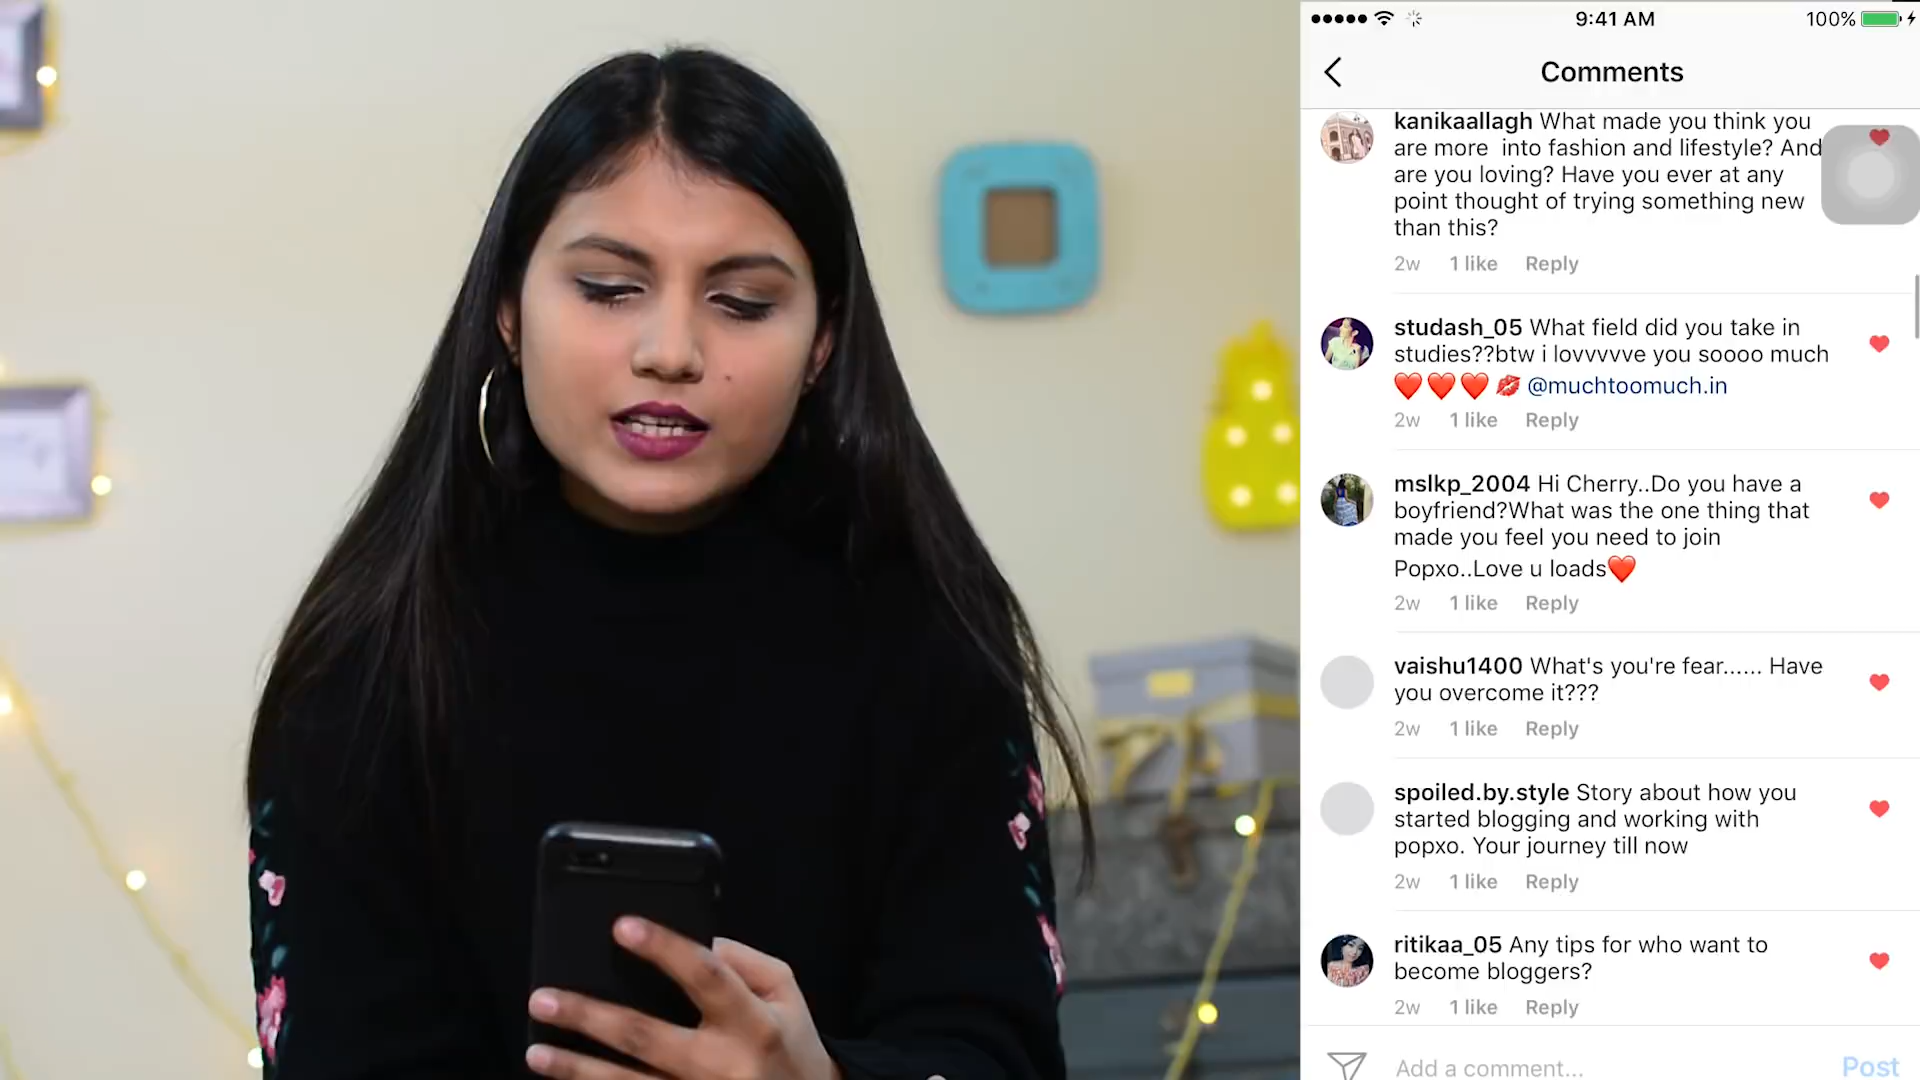 9:41 AM
100%
Comments
kanikaallagh What made you think you
are more into fashion and lifestyle? And
are you loving? Have you ever at any
point thought of trying something new
than this?
2w 1 like Reply
studash_05 What field did you take in
studies??btw i lovvvvve you soooo much
❤️❤️❤️💋 @muchtoomuch.in
2w 1 like Reply
mslkp_2004 Hi Cherry..Do you have a
boyfriend?What was the one thing that
made you feel you need to join
Popxo..Love u loads❤️
2w 1 like Reply
vaishu1400 What's you're fear...... Have
you overcome it???
2w 1 like Reply
spoiled.by.style Story about how you
started blogging and working with
popxo. Your journey till now
2w 1 like Reply
ritikaa_05 Any tips for who want to
become bloggers?
2w 1 like Reply
Add a comment... Post